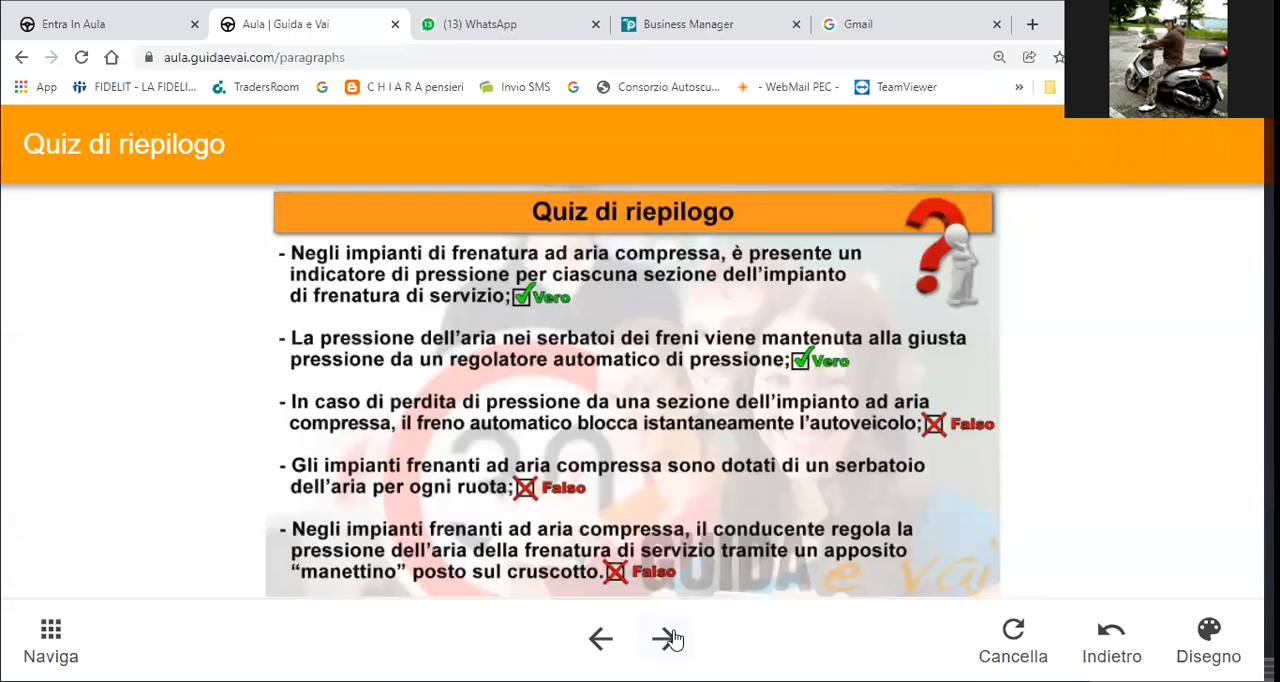 Entra In Aula
Aula | Guida e Vai
(13) WhatsApp
Business Manager
Gmail
aula.guidaevai.com/paragraphs
App
FIDELIT - LA FIDELI...
TradersRoom
C H I A R A pensieri
Invio SMS
Consorzio Autoscu...
- WebMail PEC -
TeamViewer
»
Quiz di riepilogo
Quiz di riepilogo
- Negli impianti di frenatura ad aria compressa, è presente un
indicatore di pressione per ciascuna sezione dell'impianto
di frenatura di servizio; Vero
- La pressione dell'aria nei serbatoi dei freni viene mantenuta alla giusta
pressione da un regolatore automatico di pressione; Vero
- In caso di perdita di pressione da una sezione dell'impianto ad aria
compressa, il freno automatico blocca istantaneamente l'autoveicolo; Falso
- Gli impianti frenanti ad aria compressa sono dotati di un serbatoio
dell'aria per ogni ruota; Falso
- Negli impianti frenanti ad aria compressa, il conducente regola la
pressione dell'aria della frenatura di servizio tramite un apposito
"manettino" posto sul cruscotto. Falso
GUIDA e vai
Naviga
Cancella
Indietro
Disegno